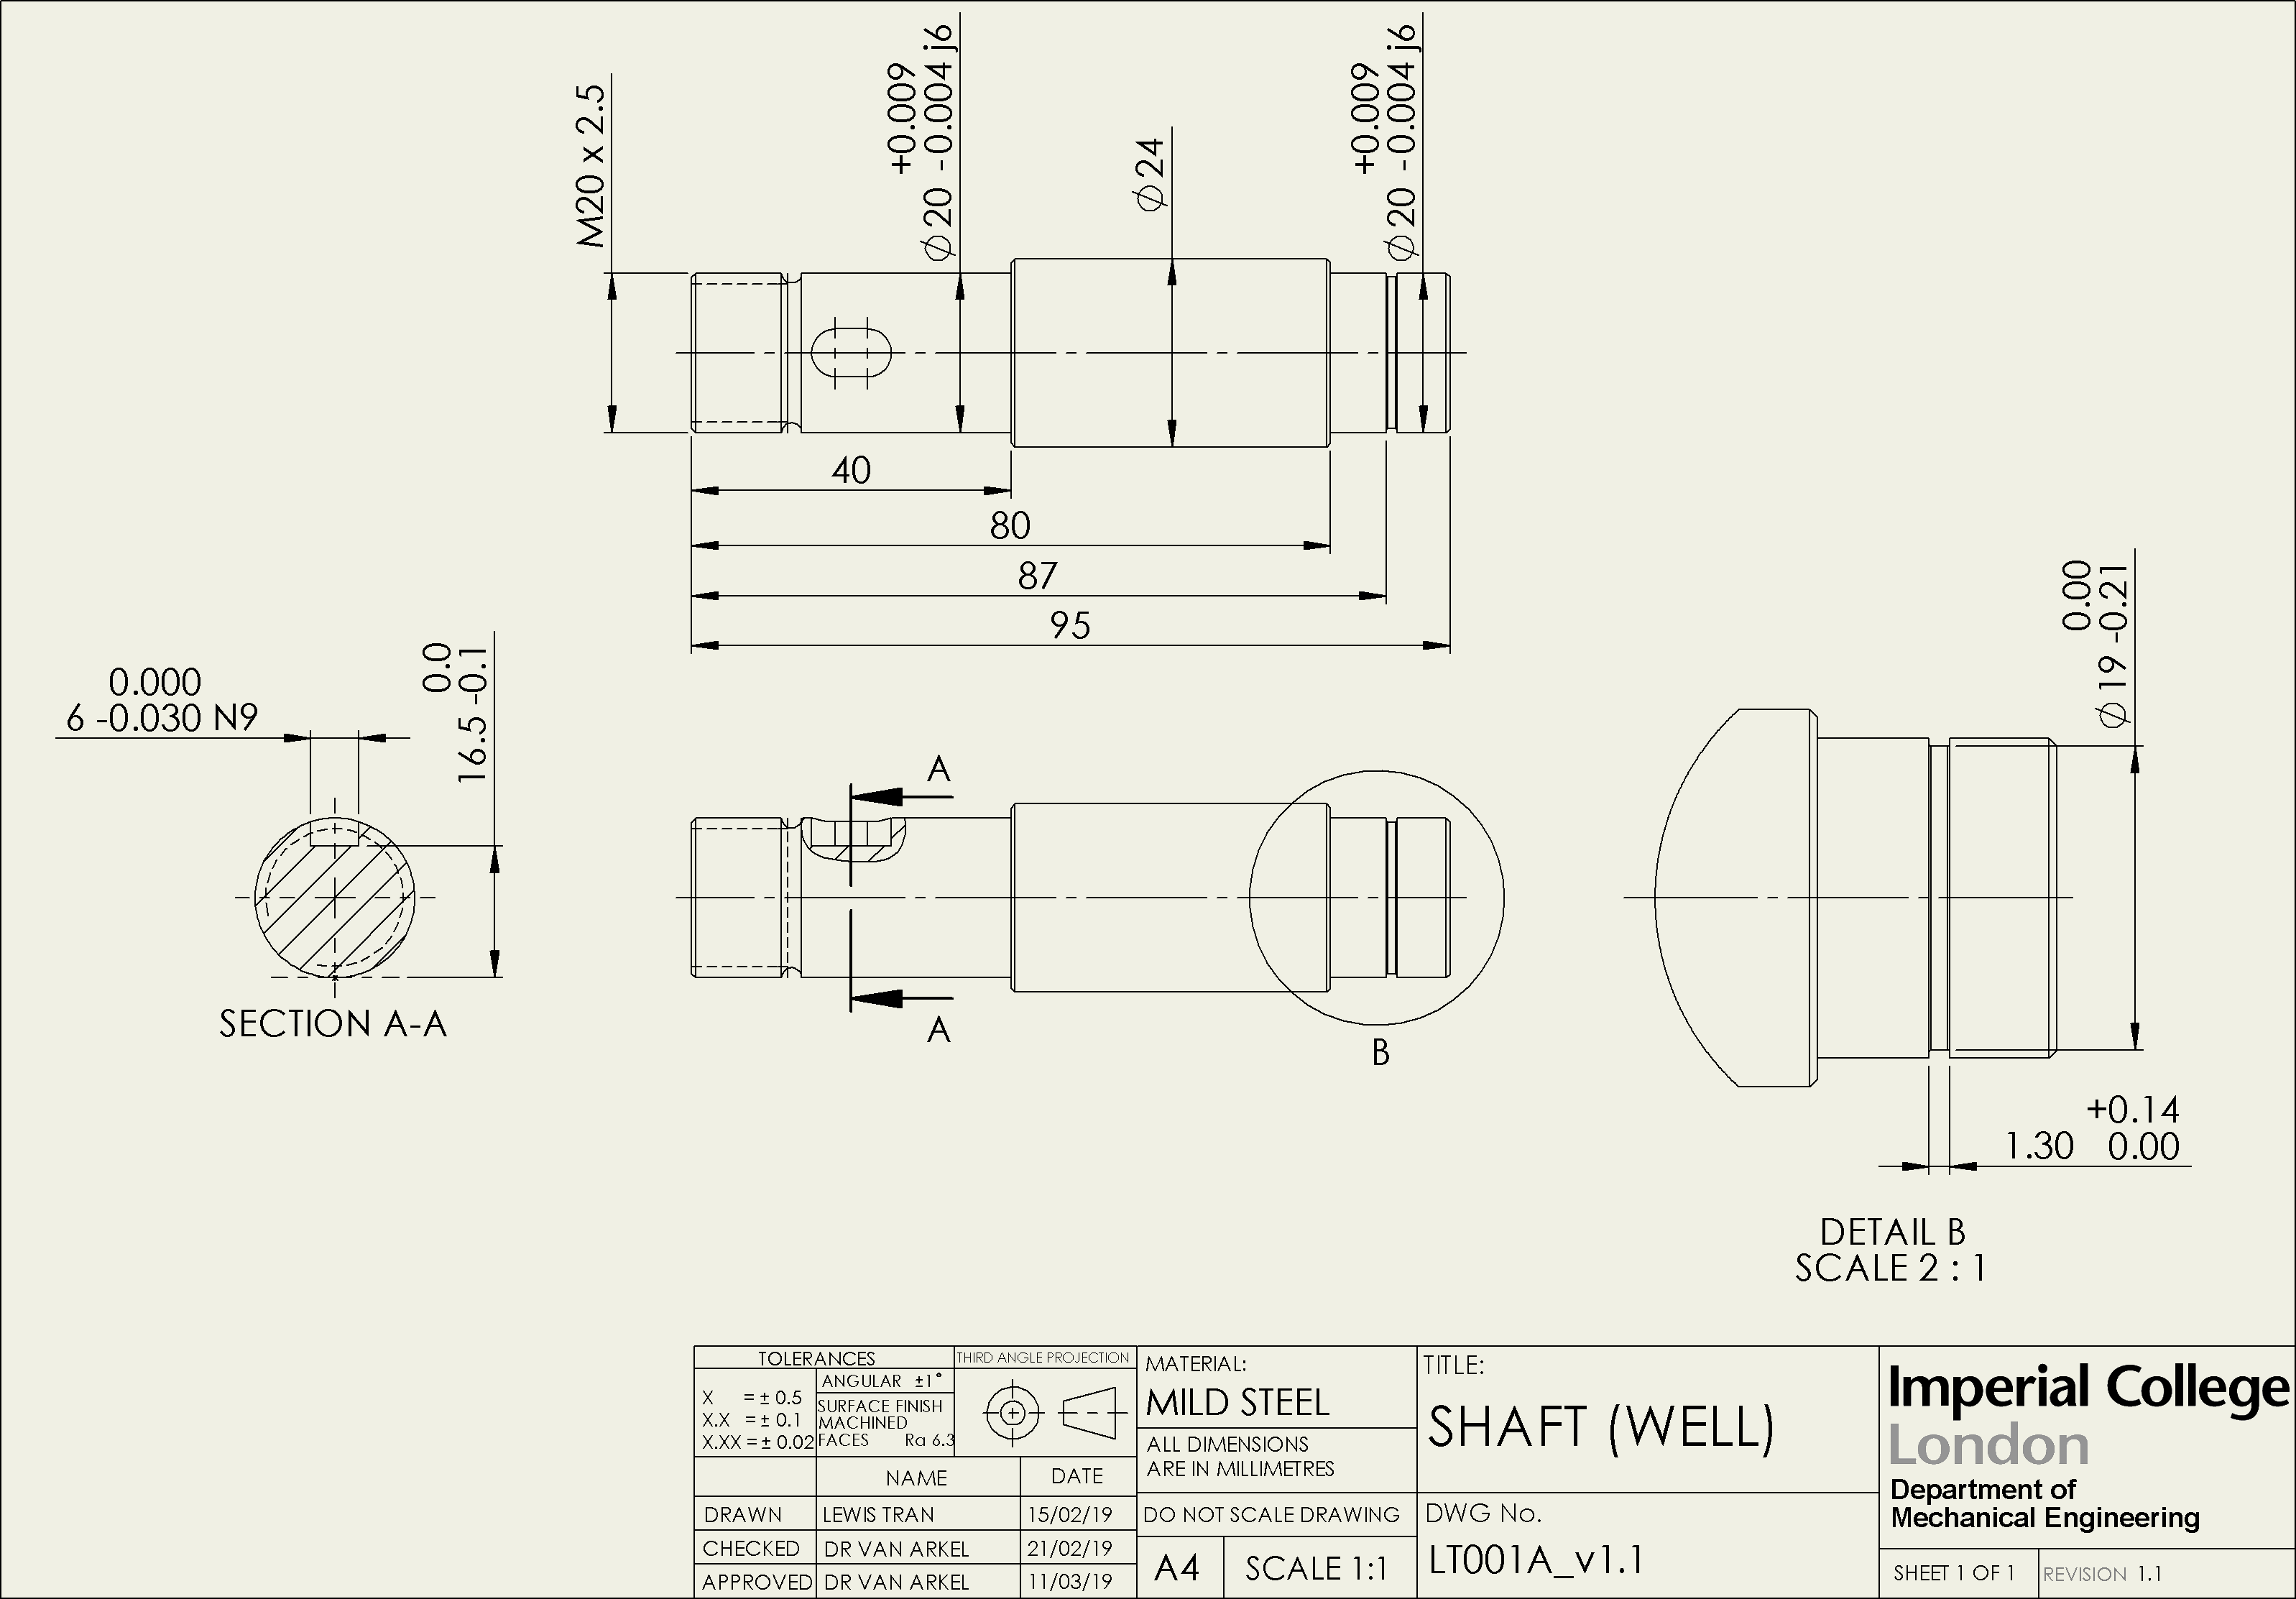 M20 x 2.5
+0.009
⌀20 -0.004 j6
⌀24
+0.009
⌀20 -0.004 j6
40
80
87
95
0.000
6 -0.030 N9
0.0
16.5 -0.1
SECTION A-A
A
A
B
0.00
⌀19 -0.21
+0.14
1.30 0.00
DETAIL B
SCALE 2 : 1
TOLERANCES
X = ± 0.5
X.X = ± 0.1
X.XX = ± 0.02
ANGULAR ±1°
SURFACE FINISH
MACHINED
FACES Ra 6.3
THIRD ANGLE PROJECTION
NAME DATE
DRAWN LEWIS TRAN 15/02/19
CHECKED DR VAN ARKEL 21/02/19
APPROVED DR VAN ARKEL 11/03/19
MATERIAL:
MILD STEEL
ALL DIMENSIONS
ARE IN MILLIMETRES
DO NOT SCALE DRAWING
A4 SCALE 1:1
TITLE:
SHAFT (WELL)
DWG No.
LT001A_v1.1
Imperial College
London
Department of
Mechanical Engineering
SHEET 1 OF 1 REVISION 1.1